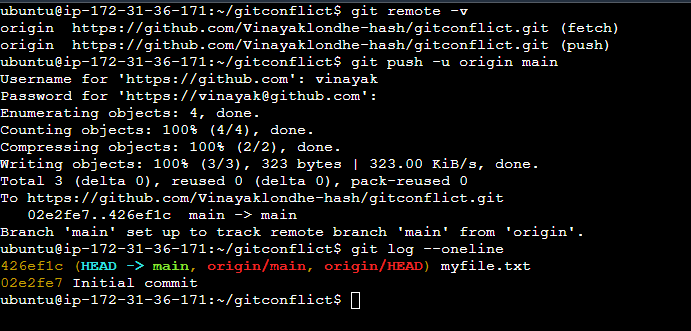 ubuntu@ip-172-31-36-171:~/gitconflict$ git remote -v
origin  https://github.com/Vinayaklondhe-hash/gitconflict.git (fetch)
origin  https://github.com/Vinayaklondhe-hash/gitconflict.git (push)
ubuntu@ip-172-31-36-171:~/gitconflict$ git push -u origin main
Username for 'https://github.com': vinayak
Password for 'https://vinayak@github.com':
Enumerating objects: 4, done.
Counting objects: 100% (4/4), done.
Compressing objects: 100% (2/2), done.
Writing objects: 100% (3/3), 323 bytes | 323.00 KiB/s, done.
Total 3 (delta 0), reused 0 (delta 0), pack-reused 0
To https://github.com/Vinayaklondhe-hash/gitconflict.git
   02e2fe7..426ef1c  main -> main
Branch 'main' set up to track remote branch 'main' from 'origin'.
ubuntu@ip-172-31-36-171:~/gitconflict$ git log --oneline
426ef1c (HEAD -> main, origin/main, origin/HEAD) myfile.txt
02e2fe7 Initial commit
ubuntu@ip-172-31-36-171:~/gitconflict$